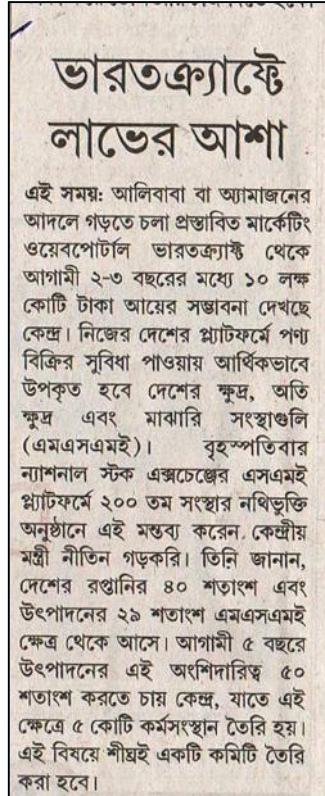 ভারতক্র্যাফ্টে
লাভের আশা
এই সময়: আলিবাবা বা অ্যামাজনের
আদলে গড়তে চলা প্রস্তাবিত মার্কেটিং
ওয়েবপোর্টাল ভারতক্র্যাফ্ট থেকে
আগামী ২-৩ বছরের মধ্যে ১০ লক্ষ
কোটি টাকা আয়ের সম্ভাবনা দেখছে
কেন্দ্র। নিজের দেশের প্ল্যাটফর্মে পণ্য
বিক্রির সুবিধা পাওয়ায় আর্থিকভাবে
উপকৃত হবে দেশের ক্ষুদ্র, অতি
ক্ষুদ্র এবং মাঝারি সংস্থাগুলি
(এমএসএমই)। বৃহস্পতিবার
ন্যাশনাল স্টক এক্সচেঞ্জের এসএমই
প্ল্যাটফর্মে ২০০ তম সংস্থার নথিভুক্তি
অনুষ্ঠানে এই মন্তব্য করেন কেন্দ্রীয়
মন্ত্রী নীতিন গড়করি। তিনি জানান,
দেশের রপ্তানির ৪০ শতাংশ এবং
উৎপাদনের ২৯ শতাংশ এমএসএমই
ক্ষেত্র থেকে আসে। আগামী ৫ বছরে
উৎপাদনের এই অংশিদারিত্ব ৫০
শতাংশ করতে চায় কেন্দ্র, যাতে এই
ক্ষেত্রে ৫ কোটি কর্মসংস্থান তৈরি হয়।
এই বিষয়ে শীঘ্রই একটি কমিটি তৈরি
করা হবে।